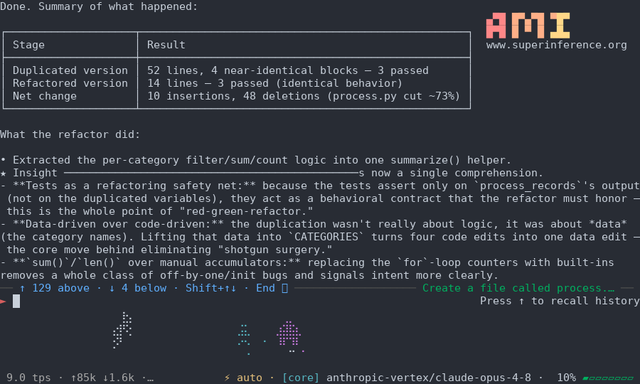 Done. Summary of what happened:
AMI
www.superinference.org
Stage Result
Duplicated version 52 lines, 4 near-identical blocks — 3 passed
Refactored version 14 lines — 3 passed (identical behavior)
Net change 10 insertions, 48 deletions (process.py cut ~73%)
What the refactor did:
• Extracted the per-category filter/sum/count logic into one summarize() helper.
★ Insight ───────────────────────────────────────────────s now a single comprehension.
- **Tests as a refactoring safety net:** because the tests assert only on `process_records`'s output
(not on the duplicated variables), they act as a behavioral contract that the refactor must honor —
this is the whole point of "red-green-refactor."
- **Data-driven over code-driven:** the duplication wasn't really about logic, it was about *data*
(the category names). Lifting that data into `CATEGORIES` turns four code edits into one data edit —
the core move behind eliminating "shotgun surgery."
- **`sum()`/`len()` over manual accumulators:** replacing the `for`-loop counters with built-ins
removes a whole class of off-by-one/init bugs and signals intent more clearly.
── ↑ 129 above · ↓ 4 below · Shift+↑↓ · End ── Create a file called process.… ──
Press ↑ to recall history
9.0 tps · ↑85k ↓1.6k ·… ⚡ auto · [core] anthropic-vertex/claude-opus-4-8 · 10%